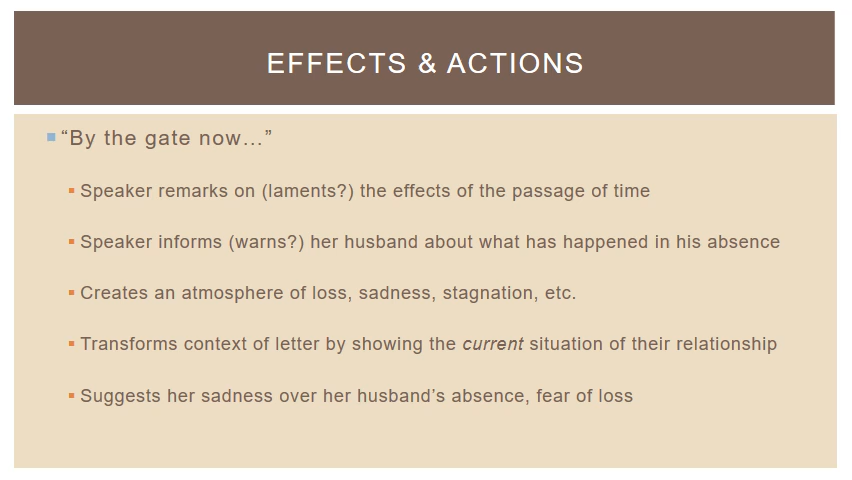 EFFECTS & ACTIONS
“By the gate now…”
Speaker remarks on (laments?) the effects of the passage of time
Speaker informs (warns?) her husband about what has happened in his absence
Creates an atmosphere of loss, sadness, stagnation, etc.
Transforms context of letter by showing the current situation of their relationship
Suggests her sadness over her husband’s absence, fear of loss